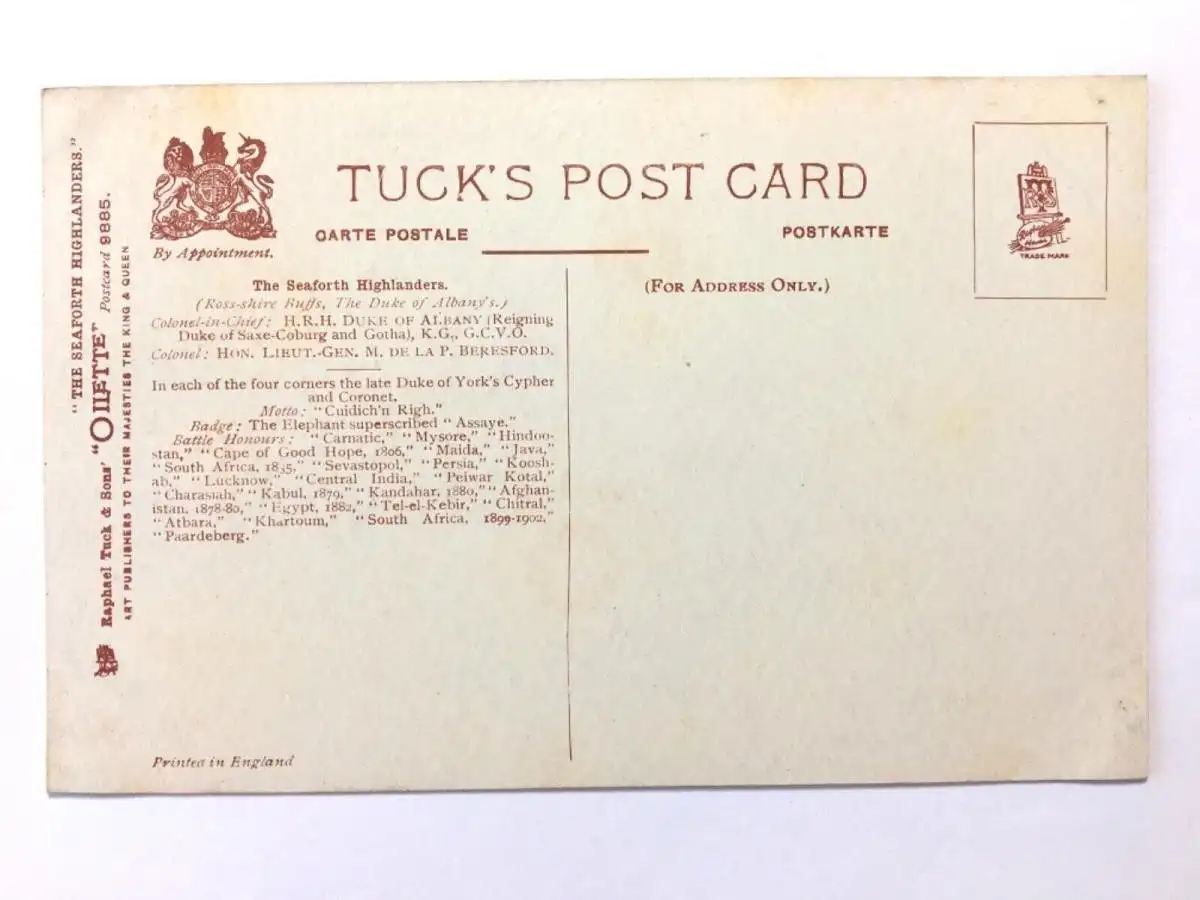 "THE SEAFORTH HIGHLANDERS."
Raphael Tuck & Sons' "OILETTE" Postcard 9885.
ART PUBLISHERS TO THEIR MAJESTIES THE KING & QUEEN
By Appointment.
TUCK'S POST CARD
CARTE POSTALE
POSTKARTE
TRADE MARK
The Seaforth Highlanders.
(Ross-shire Buffs, The Duke of Albany's.)
Colonel-in-Chief: H.R.H. DUKE OF ALBANY (Reigning
Duke of Saxe-Coburg and Gotha), K.G., G.C.V.O.
Colonel: HON. LIEUT.-GEN. M. DE LA P. BERESFORD.
In each of the four corners the late Duke of York's Cypher
and Coronet.
Motto: "Cuidich'n Righ."
Badge: The Elephant superscribed "Assaye."
Battle Honours: "Carnatic," "Mysore," "Hindoo-
stan," "Cape of Good Hope, 1806," "Maida," "Java,"
"South Africa, 1835," "Sevastopol," "Persia," "Koosh-
ab," "Lucknow," "Central India," "Peiwar Kotal,"
"Charasiah," "Kabul, 1879," "Kandahar, 1880," "Afghan-
istan, 1878-80," "Egypt, 1882," "Tel-el-Kebir," "Chitral,"
"Atbara," "Khartoum," "South Africa, 1899-1902,"
"Paardeberg."
(FOR ADDRESS ONLY.)
Printed in England